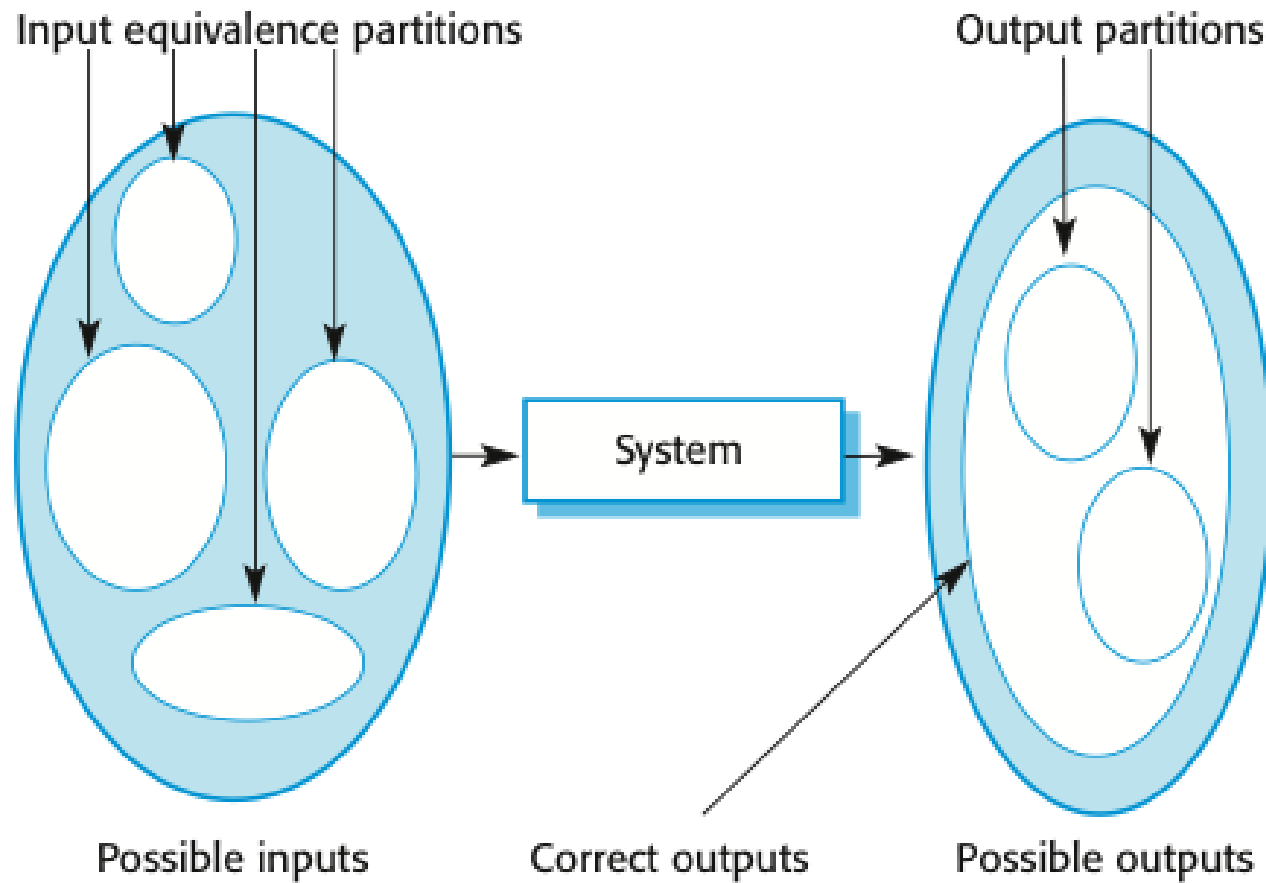 Input equivalence partitions
Output partitions
System
Possible inputs
Correct outputs
Possible outputs